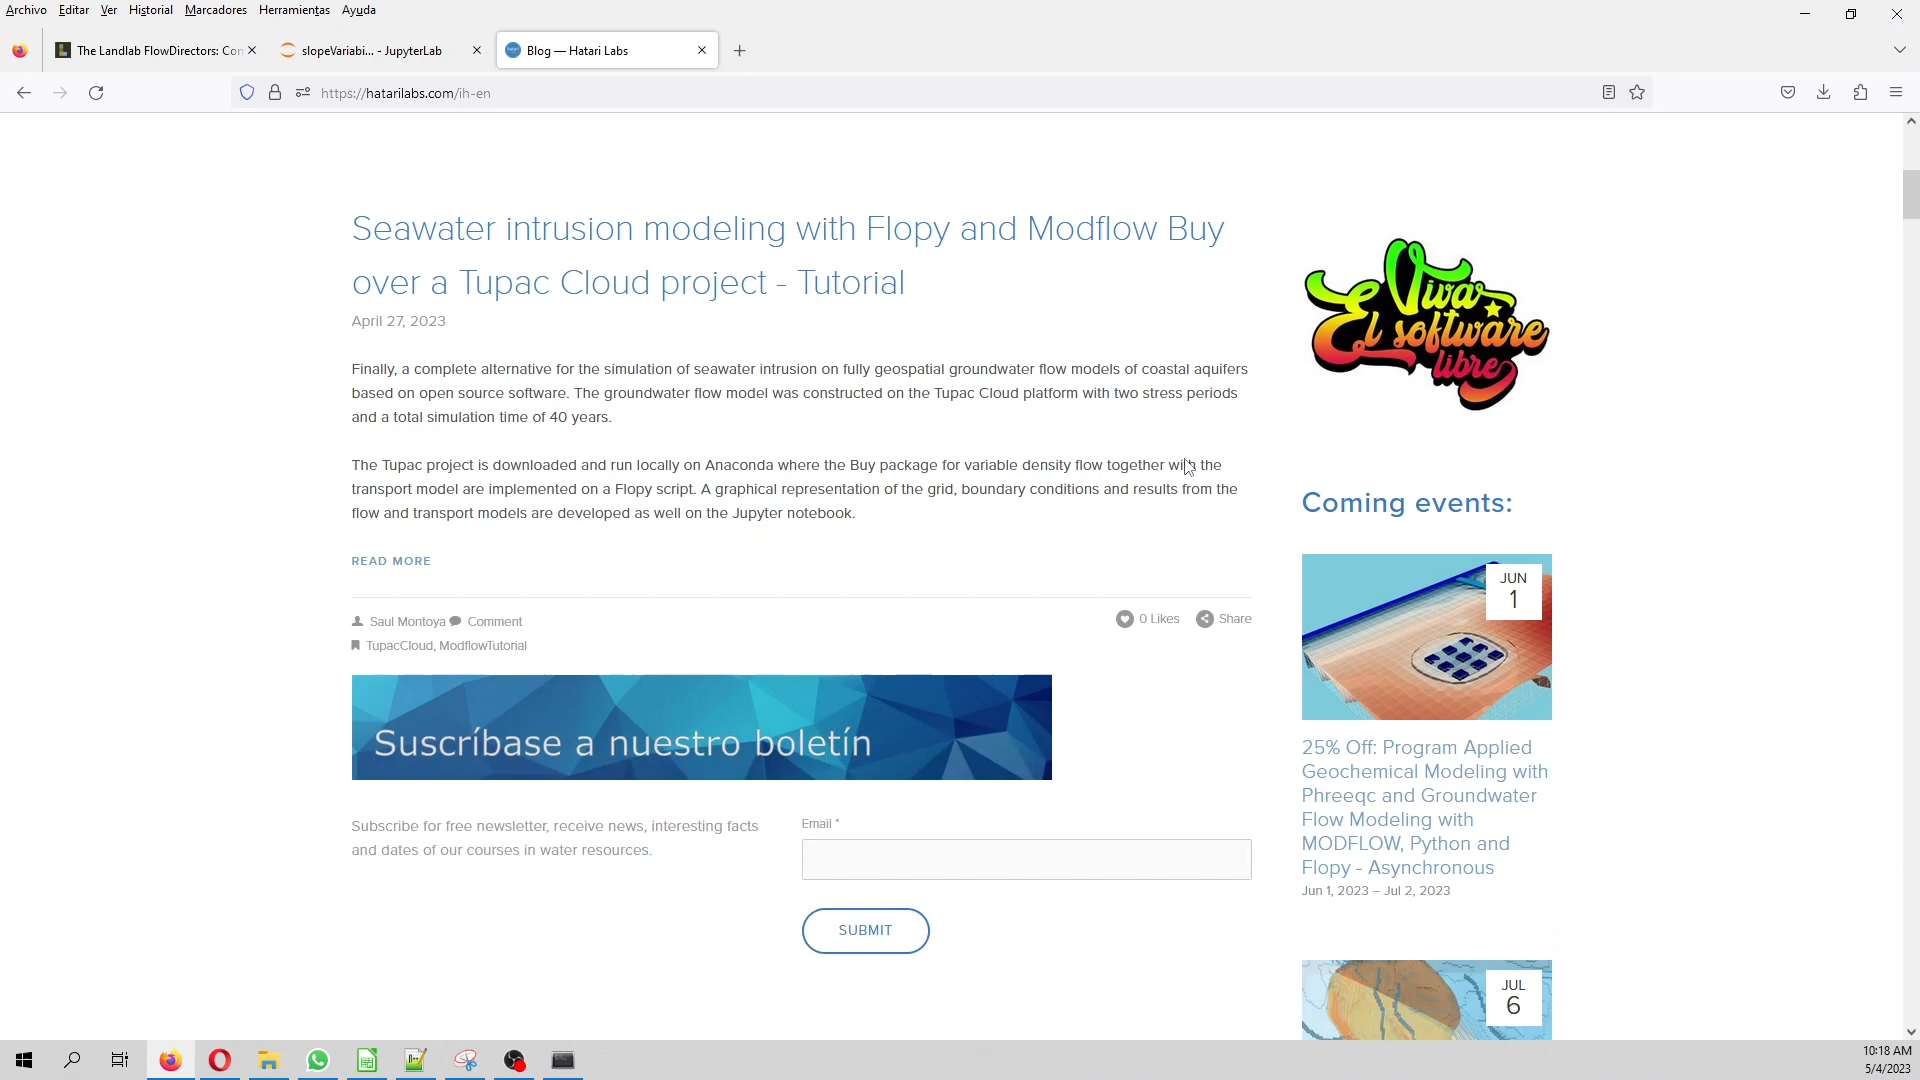 Archivo Editar Ver Historial Marcadores Herramientas Ayuda
The Landlab FlowDirectors: Con
slopeVariabi... - JupyterLab
Blog — Hatari Labs
https://hatarilabs.com/ih-en
Seawater intrusion modeling with Flopy and Modflow Buy
over a Tupac Cloud project - Tutorial
April 27, 2023
Finally, a complete alternative for the simulation of seawater intrusion on fully geospatial groundwater flow models of coastal aquifers
based on open source software. The groundwater flow model was constructed on the Tupac Cloud platform with two stress periods
and a total simulation time of 40 years.
The Tupac project is downloaded and run locally on Anaconda where the Buy package for variable density flow together with the
transport model are implemented on a Flopy script. A graphical representation of the grid, boundary conditions and results from the
flow and transport models are developed as well on the Jupyter notebook.
READ MORE
Saul Montoya Comment
0 Likes Share
TupacCloud, ModflowTutorial
Suscríbase a nuestro boletín
Subscribe for free newsletter, receive news, interesting facts
and dates of our courses in water resources.
Email *
SUBMIT
Viva
El software
libre
Coming events:
JUN
1
25% Off: Program Applied
Geochemical Modeling with
Phreeqc and Groundwater
Flow Modeling with
MODFLOW, Python and
Flopy - Asynchronous
Jun 1, 2023 – Jul 2, 2023
JUL
6
10:18 AM
5/4/2023